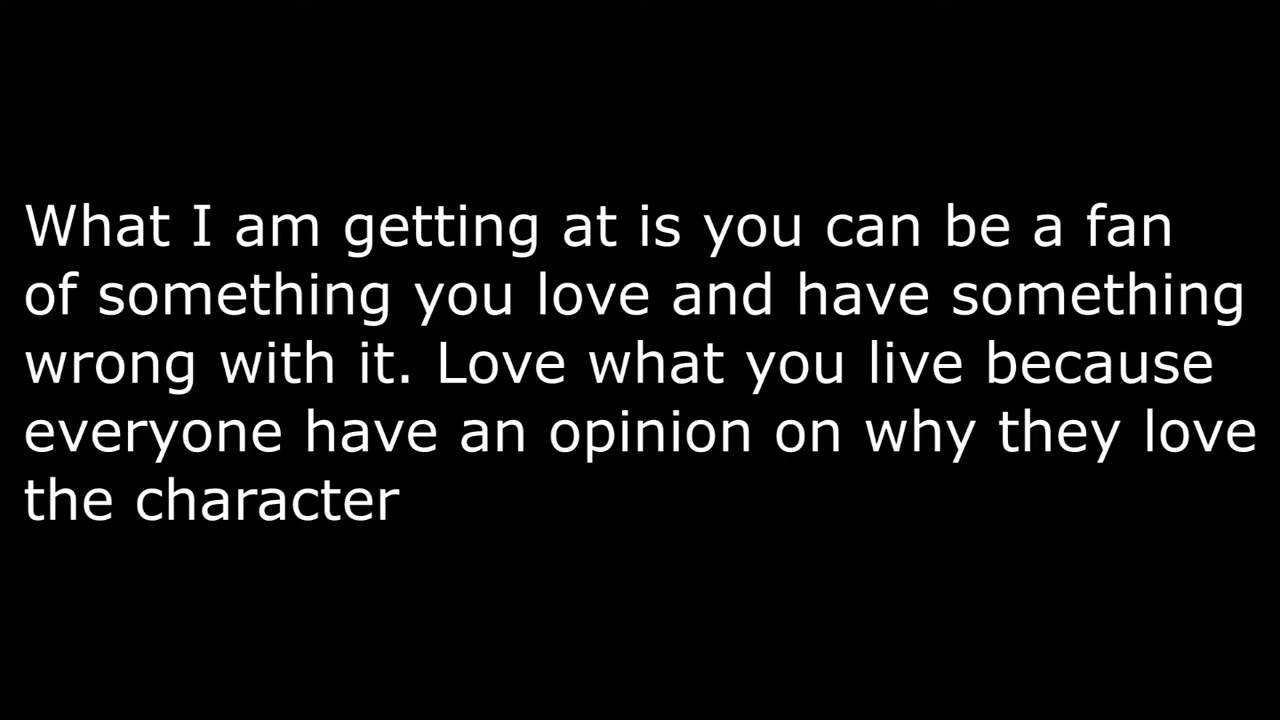 What I am getting at is you can be a fan
of something you love and have something
wrong with it. Love what you live because
everyone have an opinion on why they love
the character